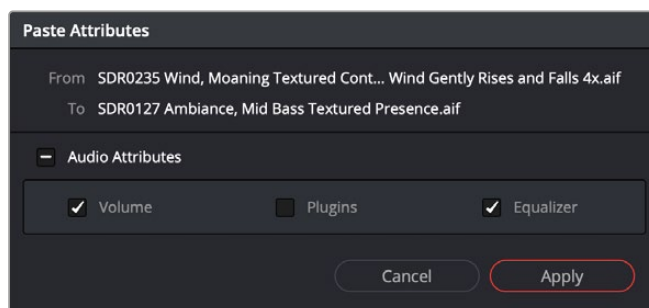 Paste Attributes
From SDR0235 Wind, Moaning Textured Cont... Wind Gently Rises and Falls 4x.aif
To SDR0127 Ambiance, Mid Bass Textured Presence.aif
Audio Attributes
Volume Plugins Equalizer
Cancel Apply